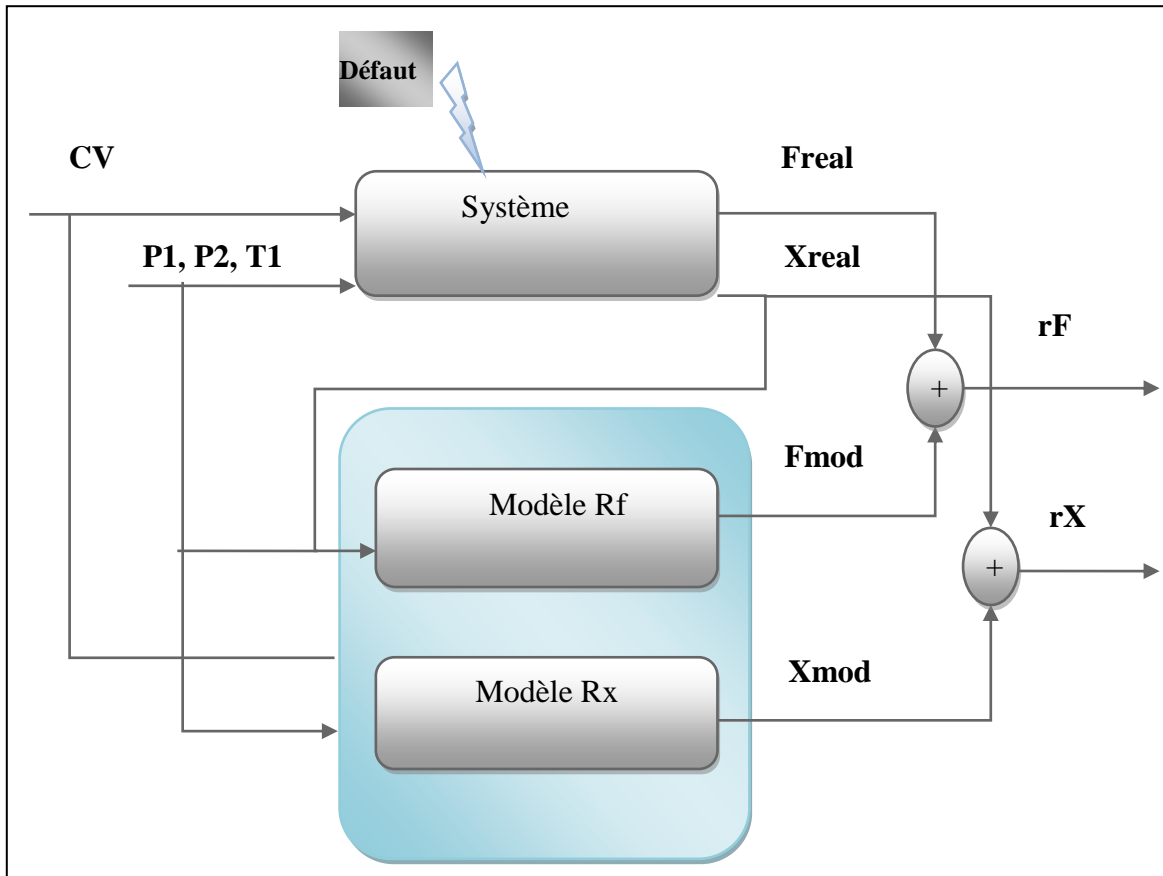 Défaut
CV
Freal
Système
P1, P2, T1
Xreal
rF
+
Fmod
Modèle Rf
rX
+
Xmod
Modèle Rx